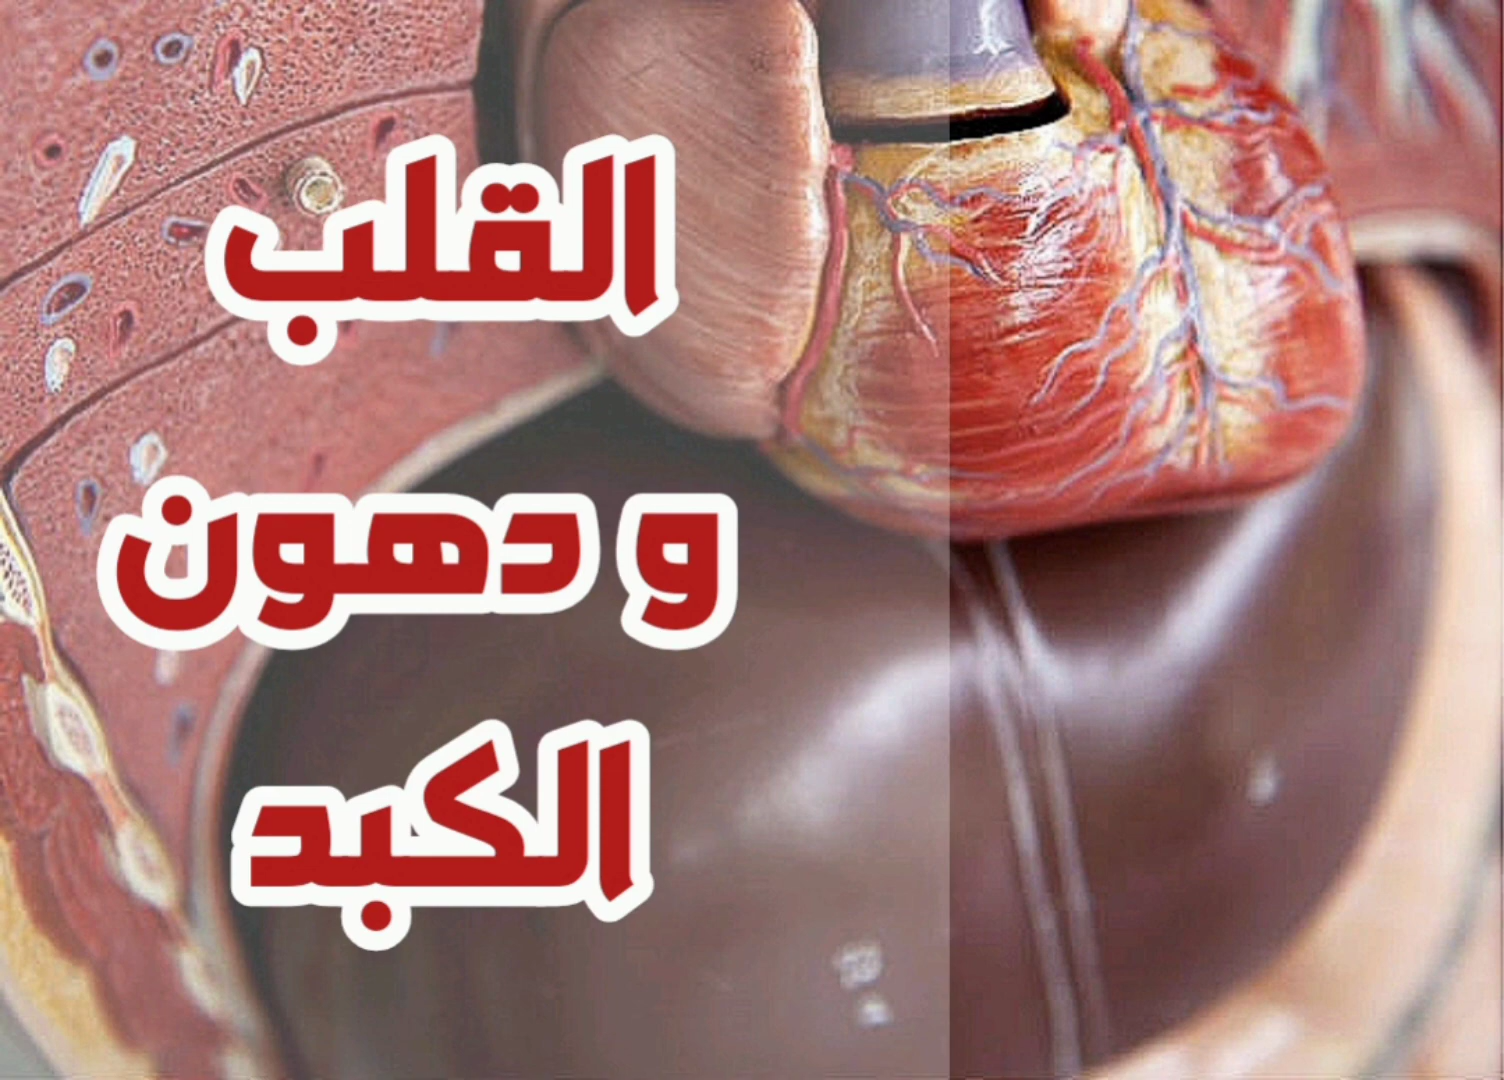 القلب
و دهون
الكبد